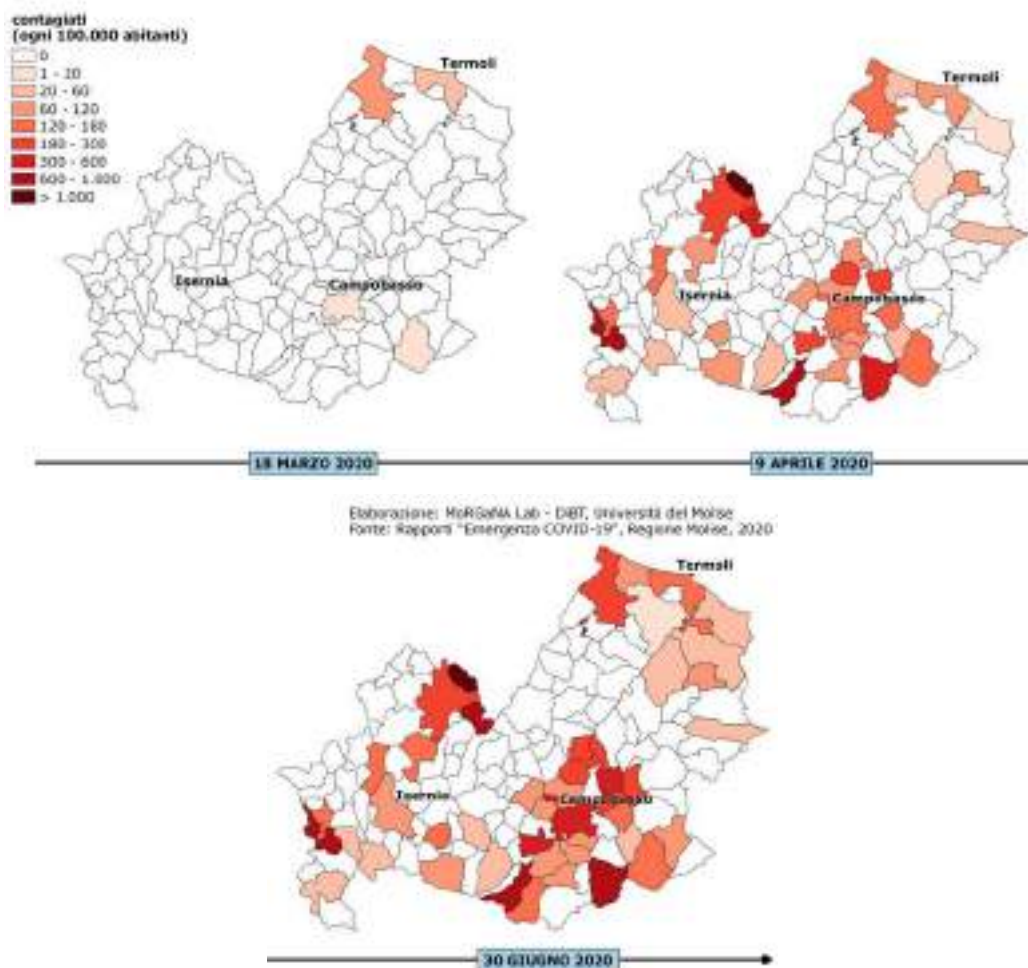 contagiati
(ogni 100.000 abitanti)
0
1 - 20
20 - 60
60 - 120
120 - 180
180 - 300
300 - 600
600 - 1.000
> 1.000
Termoli
Isernia
Campobasso
18 MARZO 2020
Termoli
Isernia
Campobasso
9 APRILE 2020
Elaborazione: MoRGaNA Lab - DiBT, Università del Molise
Fonte: Rapporti "Emergenza COVID-19", Regione Molise, 2020
Termoli
Isernia
Campobasso
30 GIUGNO 2020